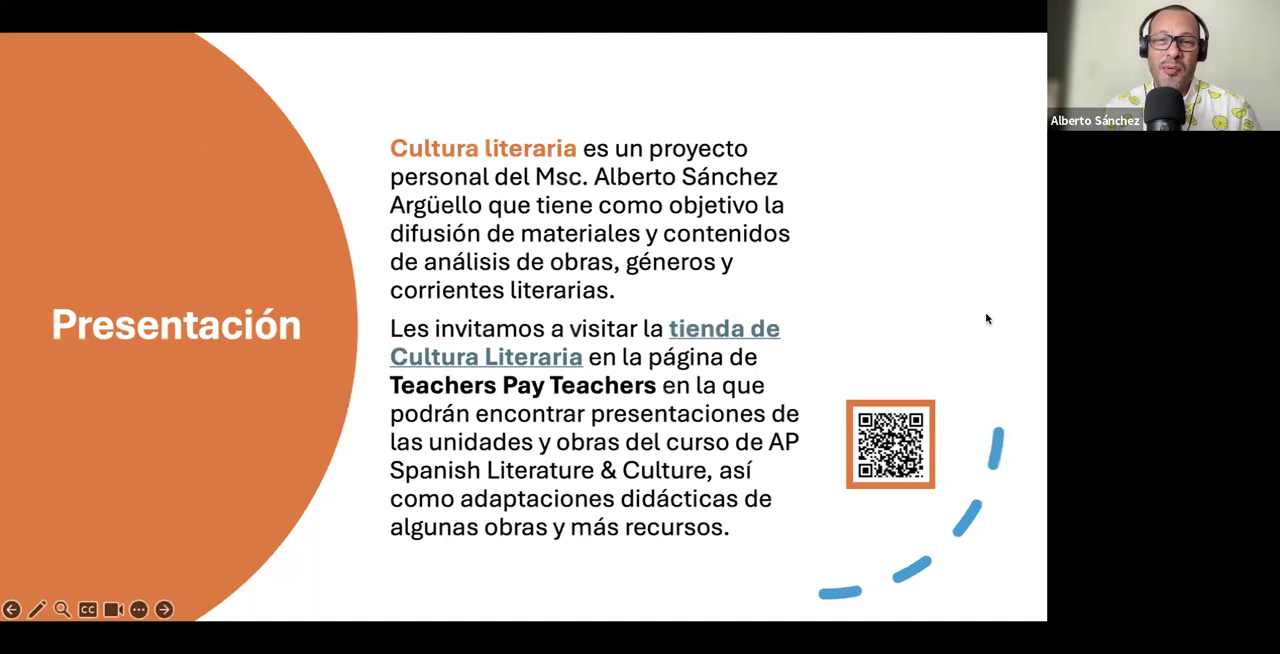 Alberto Sánchez
Presentación
Cultura literaria es un proyecto
personal del Msc. Alberto Sánchez
Argüello que tiene como objetivo la
difusión de materiales y contenidos
de análisis de obras, géneros y
corrientes literarias.
Les invitamos a visitar la tienda de
Cultura Literaria en la página de
Teachers Pay Teachers en la que
podrán encontrar presentaciones de
las unidades y obras del curso de AP
Spanish Literature & Culture, así
como adaptaciones didácticas de
algunas obras y más recursos.
CC